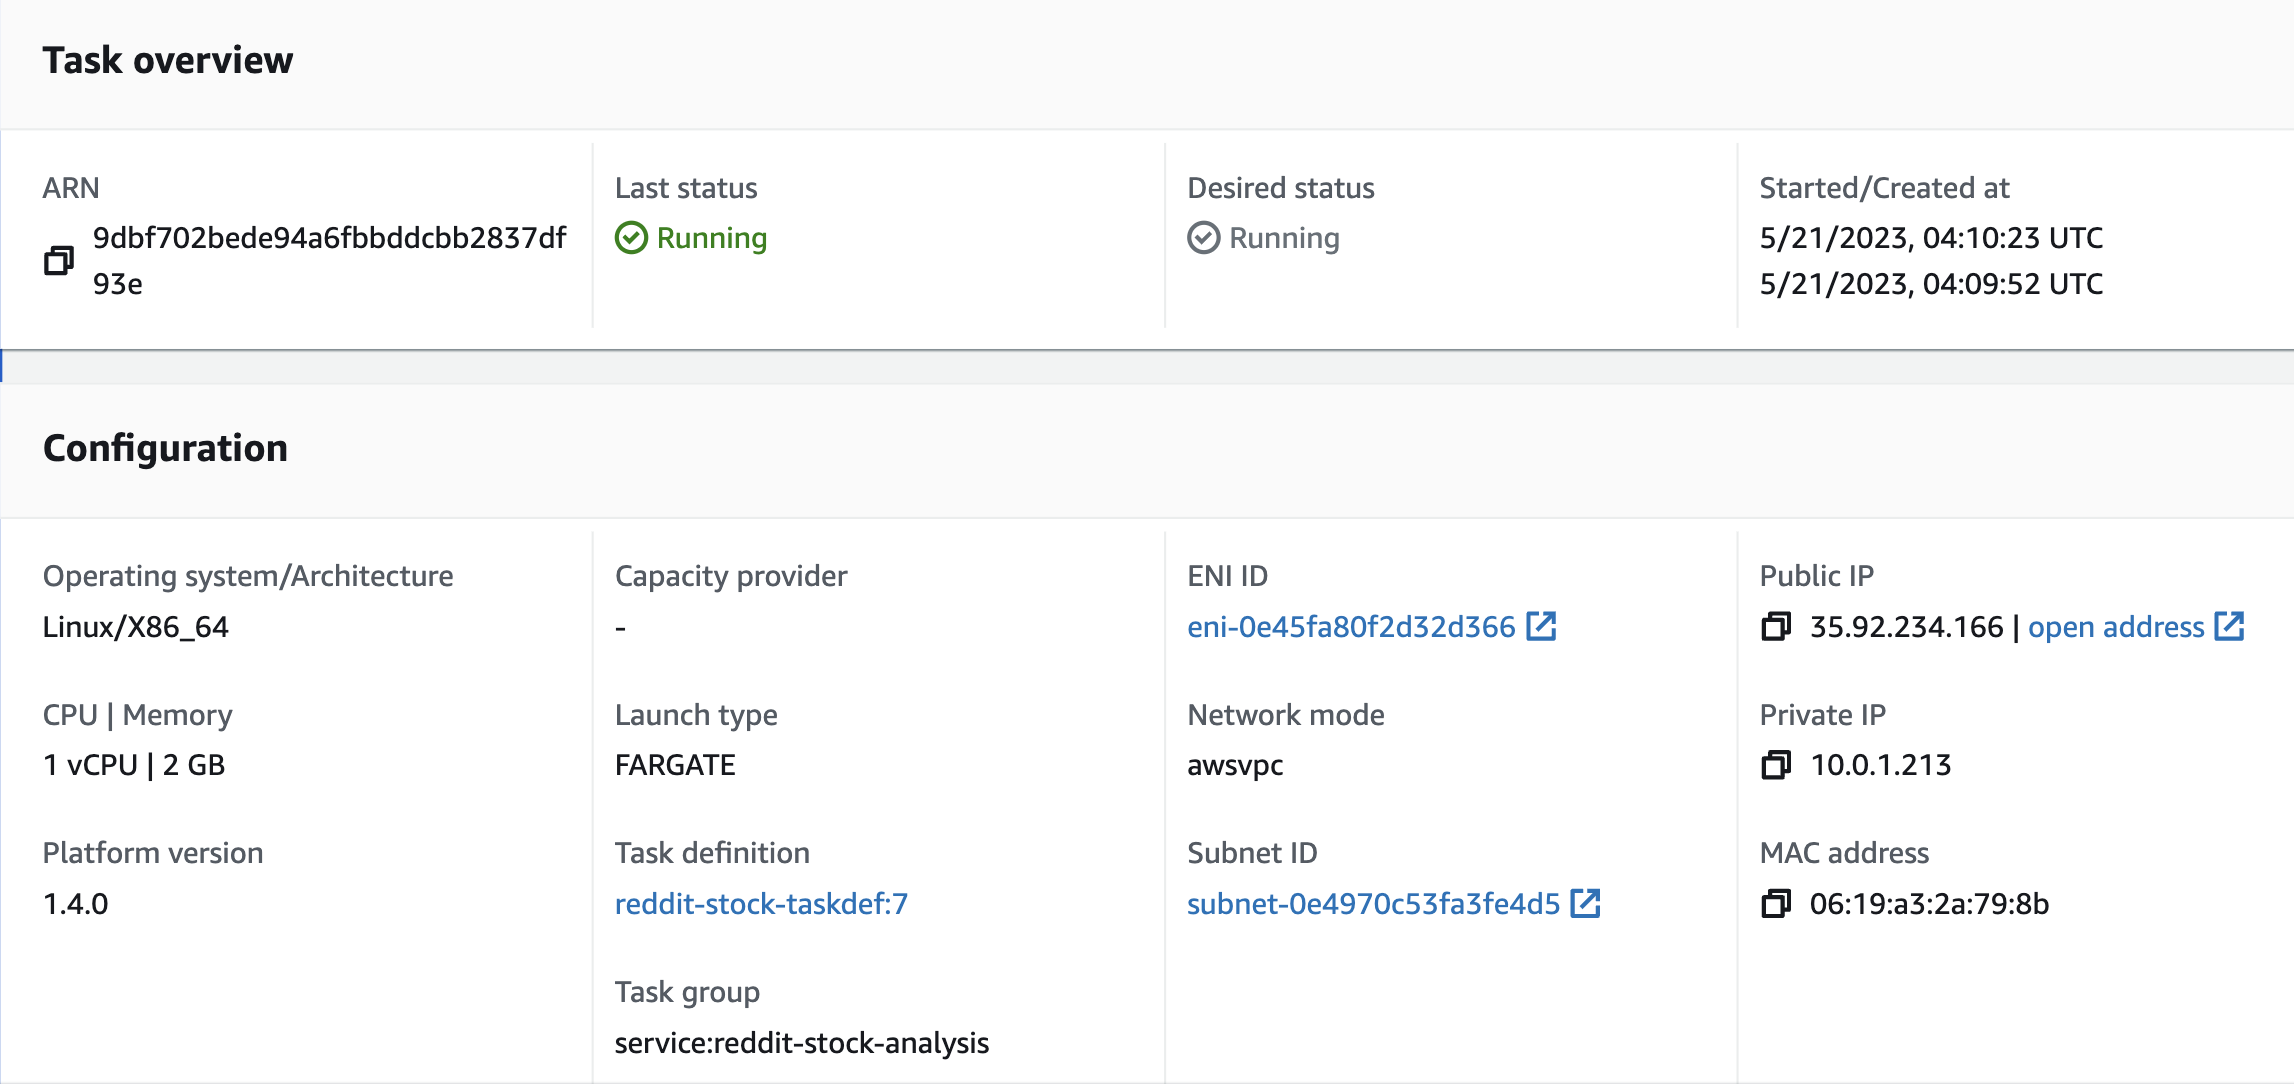 Task overview
ARN
9dbf702bede94a6fbbddcbb2837df
93e
Last status
Running
Desired status
Running
Started/Created at
5/21/2023, 04:10:23 UTC
5/21/2023, 04:09:52 UTC
Configuration
Operating system/Architecture
Linux/X86_64
CPU | Memory
1 vCPU | 2 GB
Platform version
1.4.0
Capacity provider
-
Launch type
FARGATE
Task definition
reddit-stock-taskdef:7
Task group
service:reddit-stock-analysis
ENI ID
eni-0e45fa80f2d32d366
Network mode
awsvpc
Subnet ID
subnet-0e4970c53fa3fe4d5
Public IP
35.92.234.166 | open address
Private IP
10.0.1.213
MAC address
06:19:a3:2a:79:8b